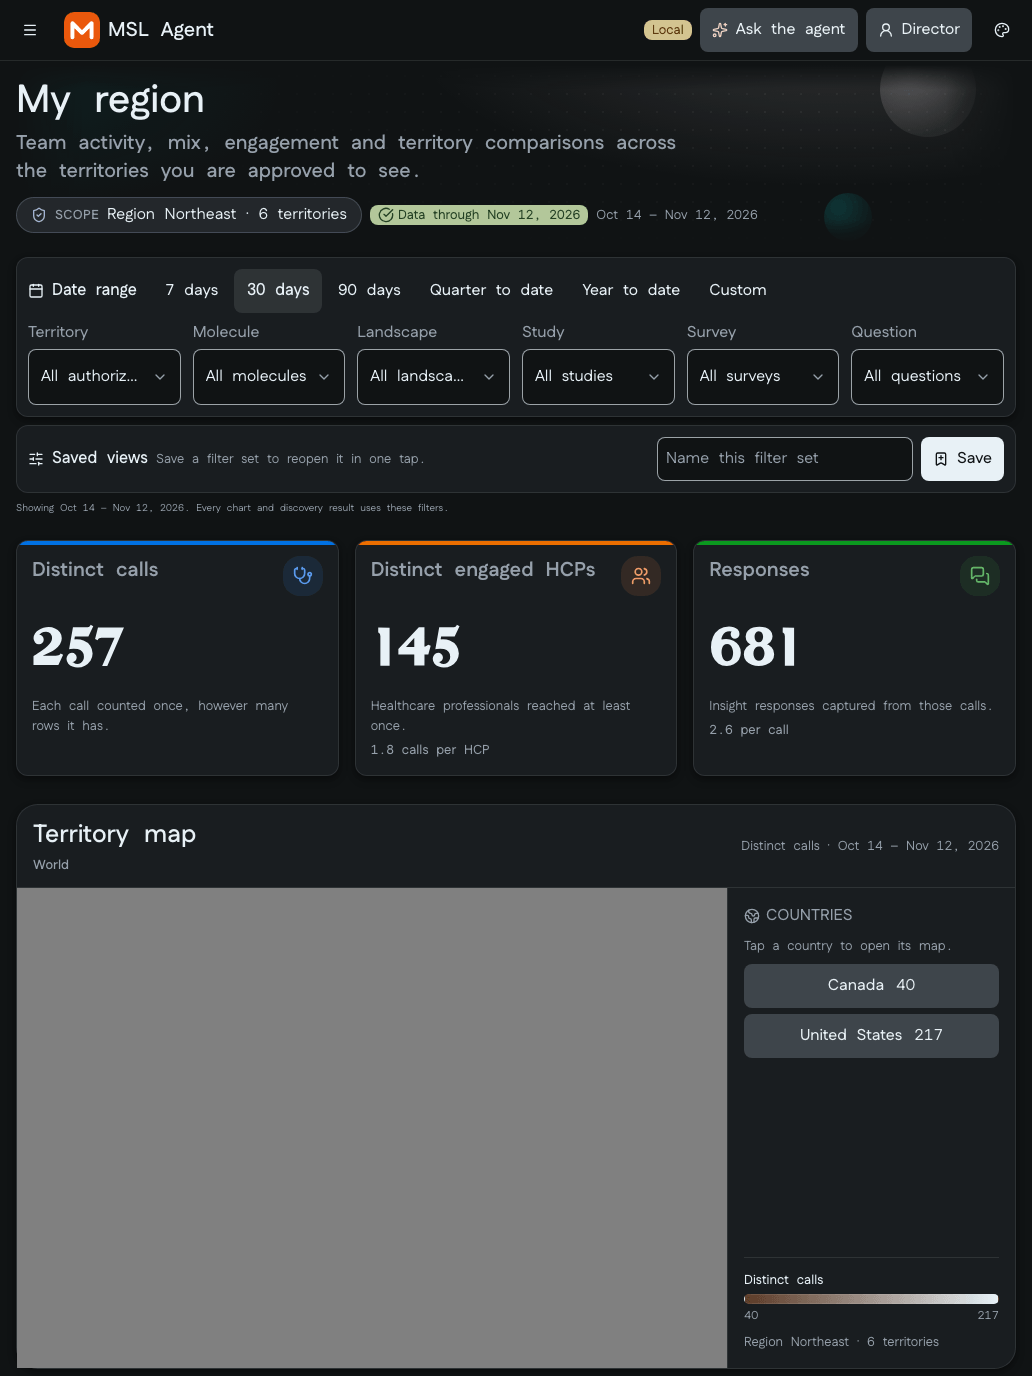 MSL Agent
Local
Ask the agent
Director
My region
Team activity, mix, engagement and territory comparisons across
the territories you are approved to see.
SCOPE Region Northeast · 6 territories
Data through Nov 12, 2026
Oct 14 – Nov 12, 2026
Date range
7 days
30 days
90 days
Quarter to date
Year to date
Custom
Territory
Molecule
Landscape
Study
Survey
Question
All authoriz...
All molecules
All landsca...
All studies
All surveys
All questions
Saved views
Save a filter set to reopen it in one tap.
Name this filter set
Save
Showing Oct 14 – Nov 12, 2026. Every chart and discovery result uses these filters.
Distinct calls
257
Each call counted once, however many
rows it has.
Distinct engaged HCPs
145
Healthcare professionals reached at least
once.
1.8 calls per HCP
Responses
681
Insight responses captured from those calls.
2.6 per call
Territory map
World
Distinct calls · Oct 14 – Nov 12, 2026
COUNTRIES
Tap a country to open its map.
Canada 40
United States 217
Distinct calls
40
217
Region Northeast · 6 territories